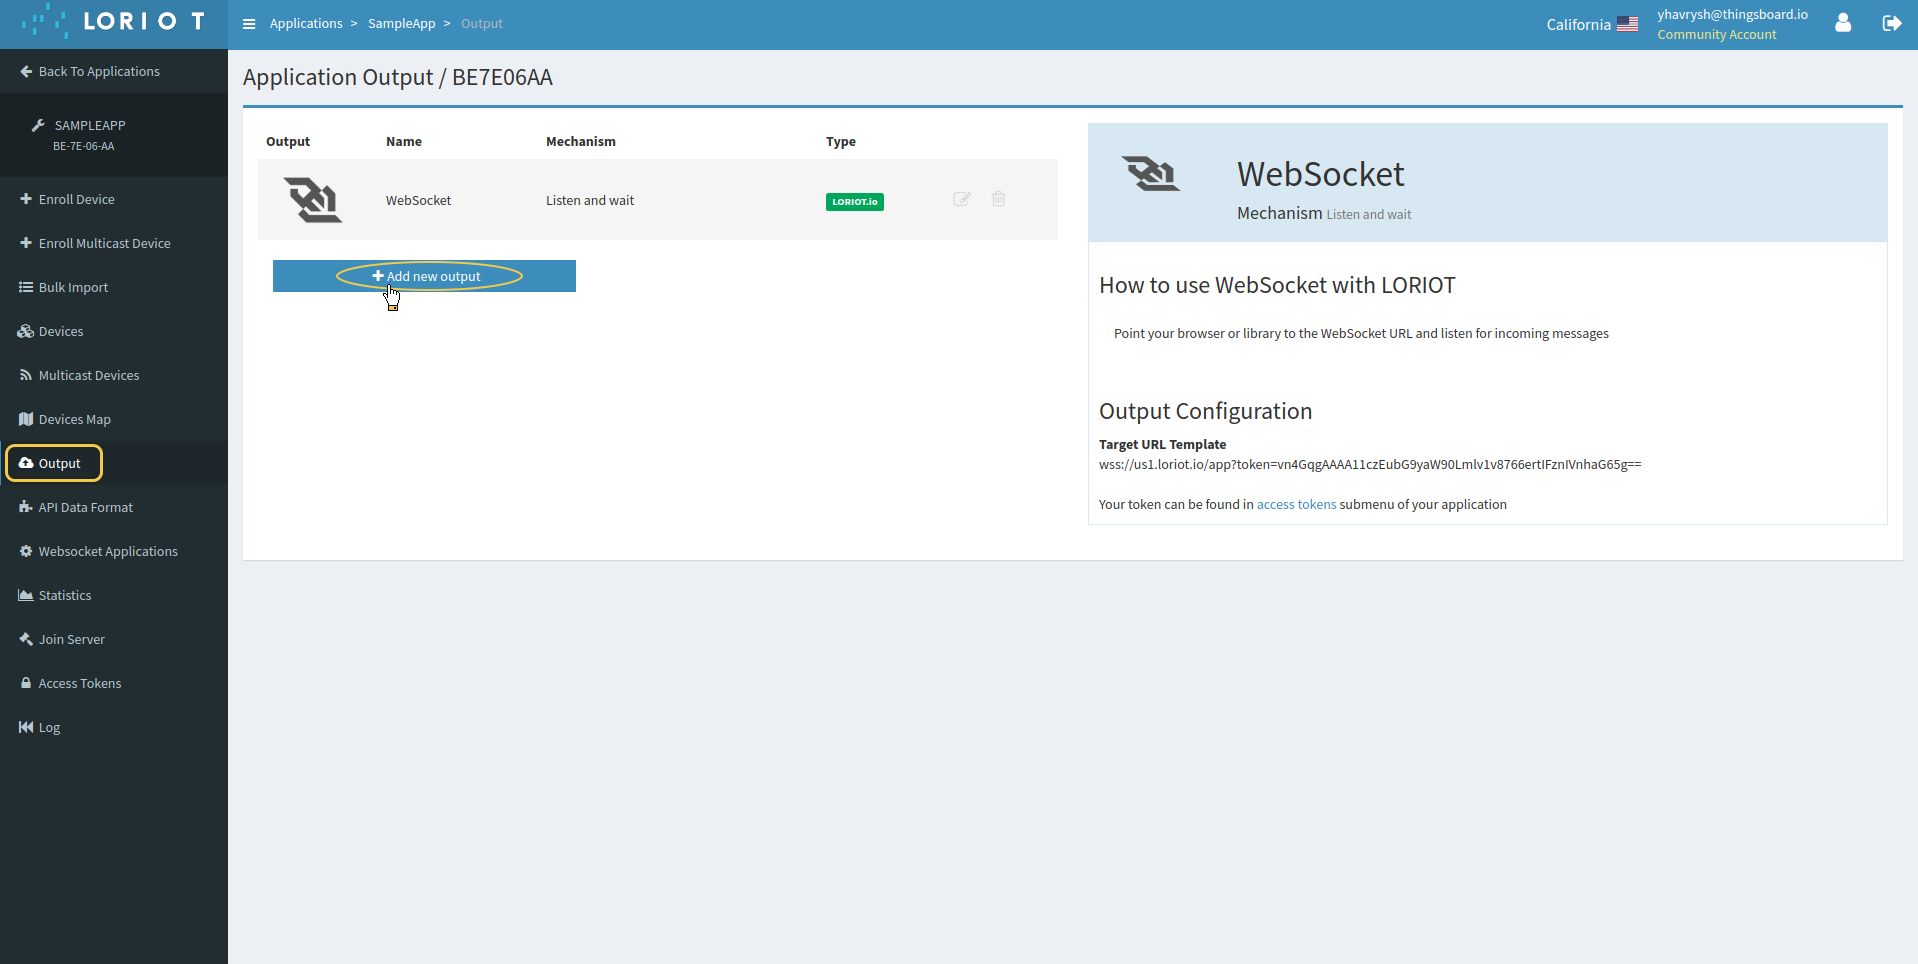 LORIOT
Applications > SampleApp > Output
California
yhavrysh@thingsboard.io
Community Account
Back To Applications
SAMPLEAPP
BE-7E-06-AA
Enroll Device
Enroll Multicast Device
Bulk Import
Devices
Multicast Devices
Devices Map
Output
API Data Format
Websocket Applications
Statistics
Join Server
Access Tokens
Log
Application Output / BE7E06AA
Output Name Mechanism Type
WebSocket Listen and wait LORIOT.io
Add new output
WebSocket
Mechanism Listen and wait
How to use WebSocket with LORIOT
Point your browser or library to the WebSocket URL and listen for incoming messages
Output Configuration
Target URL Template
wss://us1.loriot.io/app?token=vn4GqgAAAA11czEubG9yaW90Lmlv1v8766ertIFznIVnhaG65g==
Your token can be found in access tokens submenu of your application